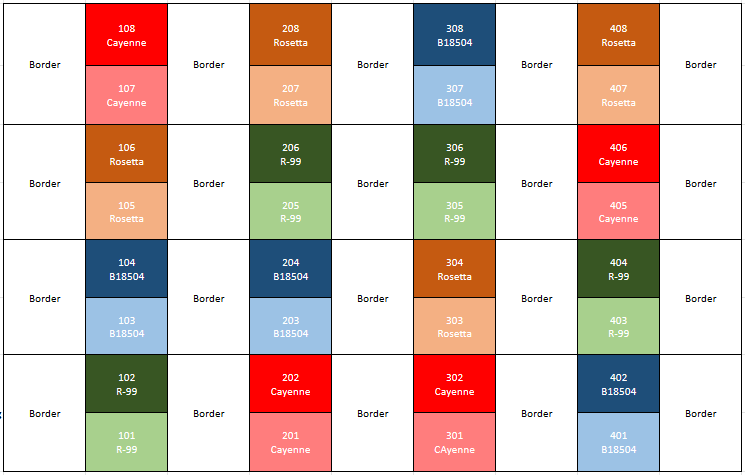 108
Cayenne
208
Rosetta
308
B18504
408
Rosetta
Border
Border
Border
Border
Border
107
Cayenne
207
Rosetta
307
B18504
407
Rosetta
106
Rosetta
206
R-99
306
R-99
406
Cayenne
Border
Border
Border
Border
Border
105
Rosetta
205
R-99
305
R-99
405
Cayenne
104
B18504
204
B18504
304
Rosetta
404
R-99
Border
Border
Border
Border
Border
103
B18504
203
B18504
303
Rosetta
403
R-99
102
R-99
202
Cayenne
302
Cayenne
402
B18504
Border
Border
Border
Border
Border
101
R-99
201
Cayenne
301
CAyenne
401
B18504